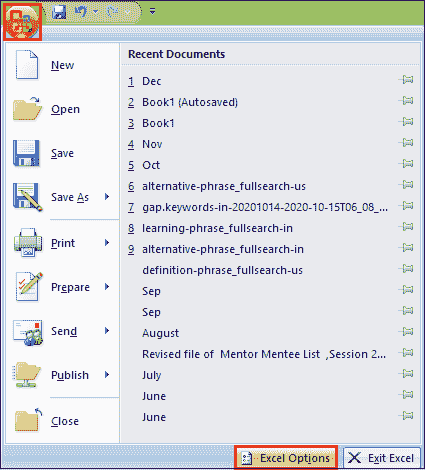 Recent Documents
New
Open
Save
Save As
Print
Prepare
Send
Publish
Close
1 Dec
2 Book1 (Autosaved)
3 Book1
4 Nov
5 Oct
6 alternative-phrase_fullsearch-us
7 gap.keywords-in-20201014-2020-10-15T06_08_...
8 learning-phrase_fullsearch-in
9 alternative-phrase_fullsearch-in
definition-phrase_fullsearch-us
Sep
Sep
August
Revised file of Mentor Mentee List ,Session 2...
July
June
June
Excel Options
Exit Excel